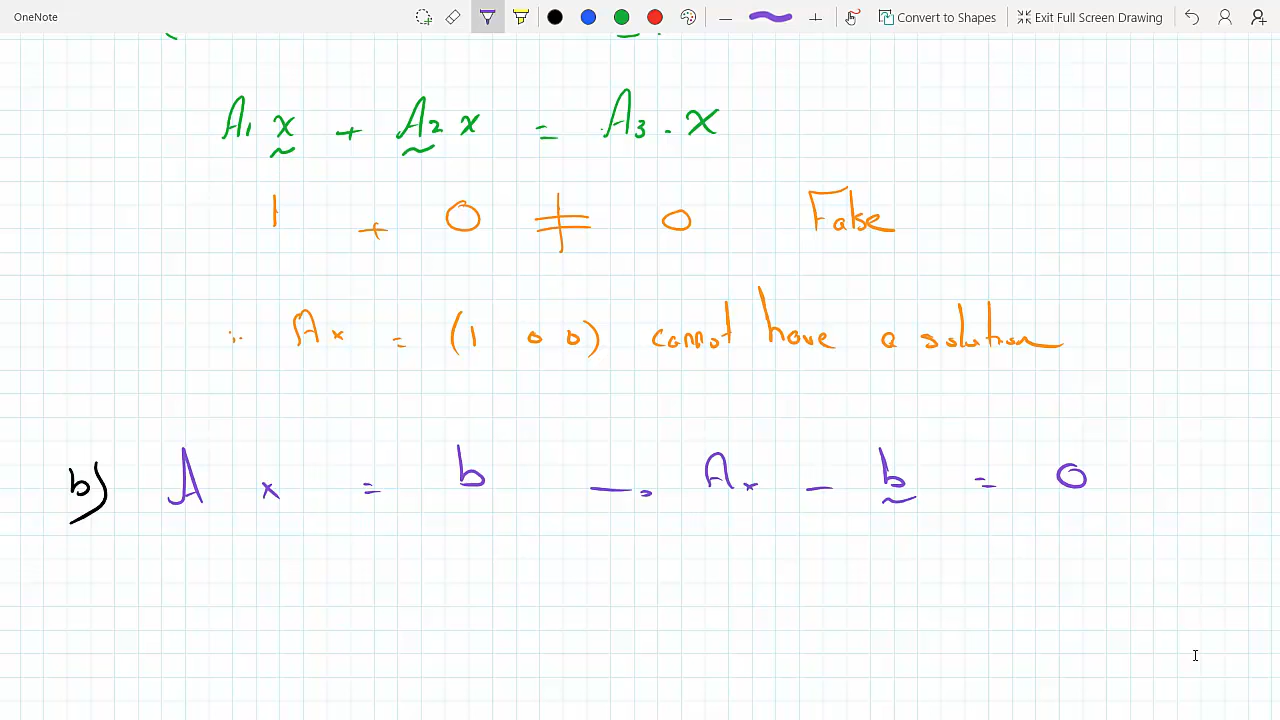 OneNote
Convert to Shapes
Exit Full Screen Drawing
A1 x + A2 x = A3 . x
1 + 0 ≠ 0 False
∴ Ax = (1 0 0) cannot have a solution
b) A x = b → Ax - b = 0